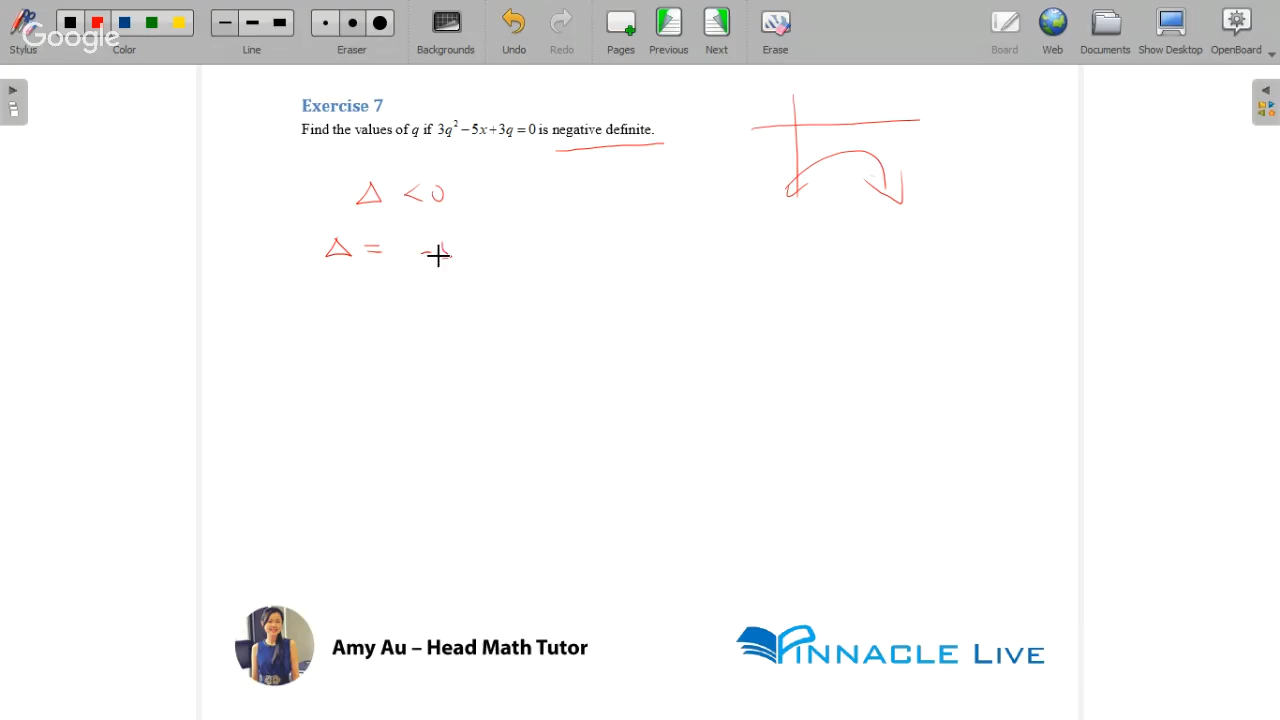 Stylus
Color
Line
Eraser
Backgrounds
Undo
Redo
Pages
Previous
Next
Erase
Board
Web
Documents
Show Desktop
OpenBoard
Google
Exercise 7
Find the values of q if 3q² − 5x + 3q = 0 is negative definite.
Δ < 0
Δ =
Amy Au – Head Math Tutor
PINNACLE LIVE